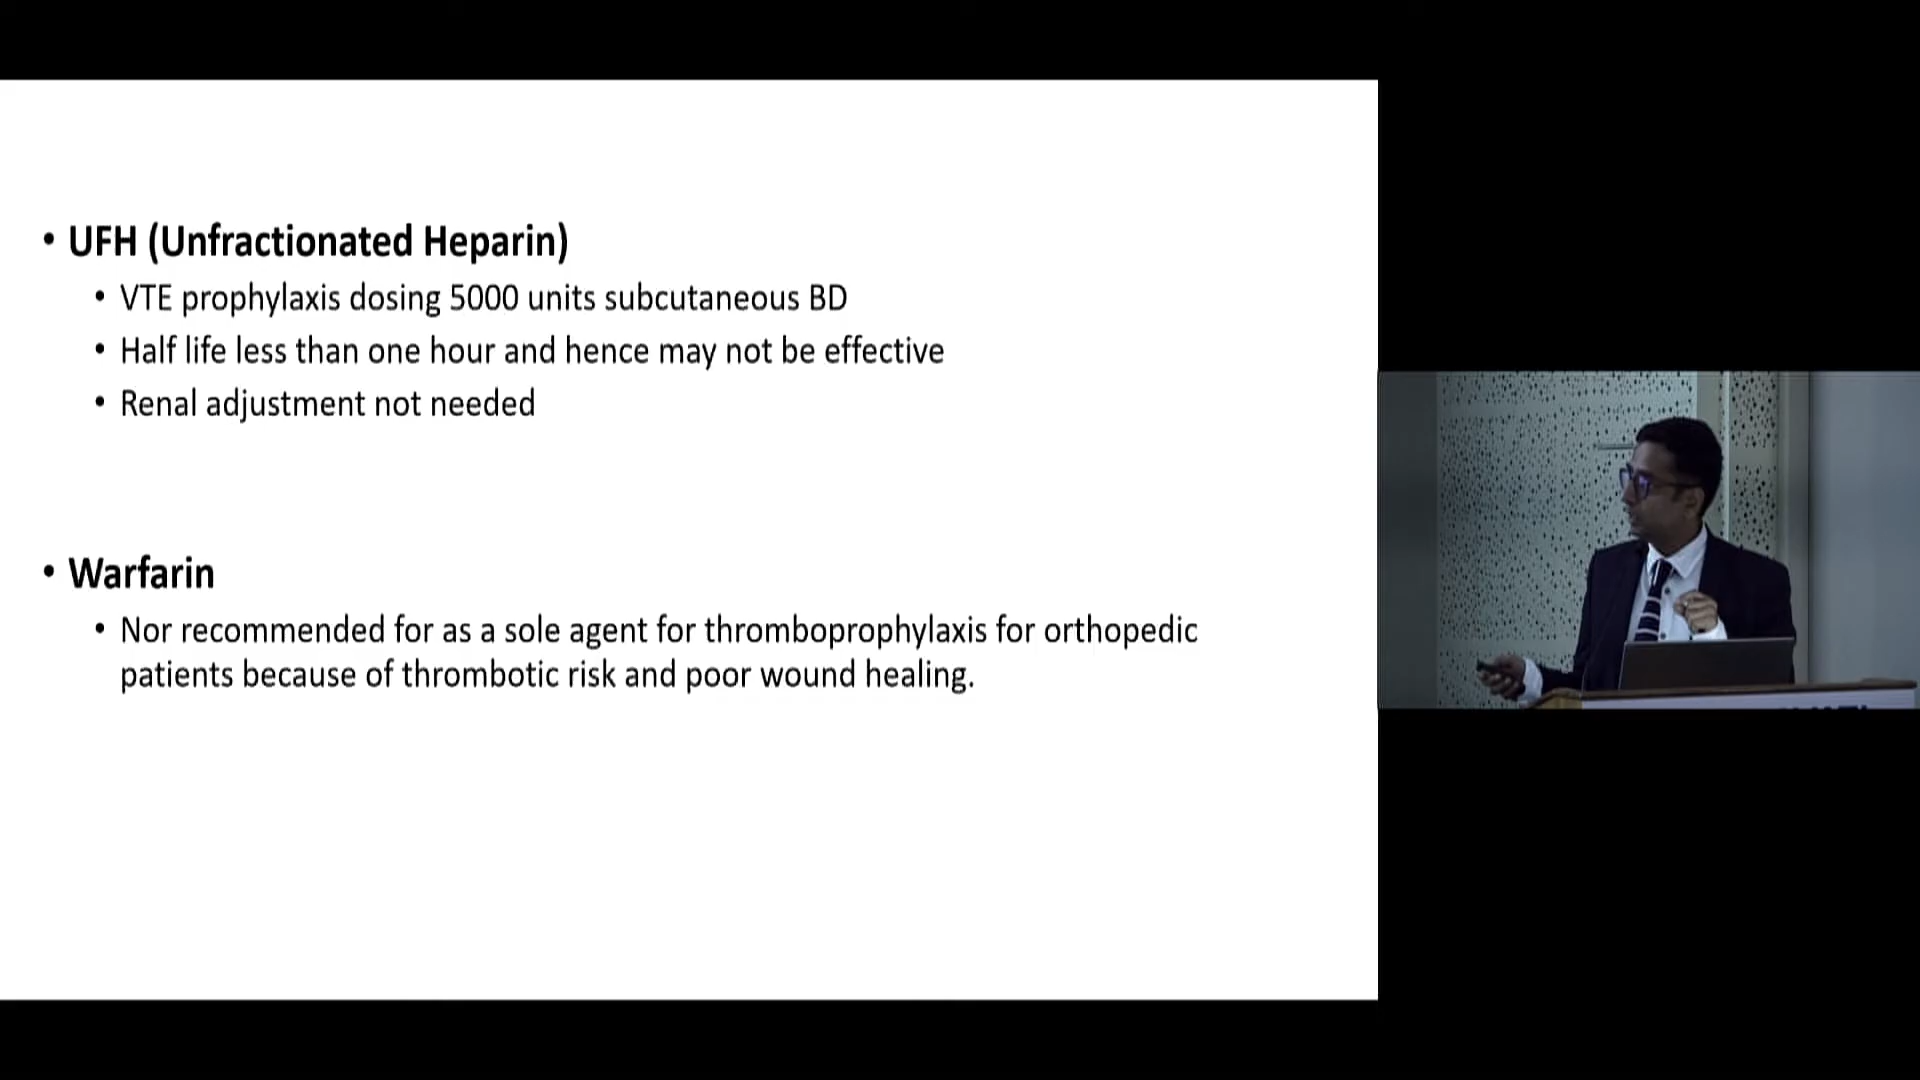 • UFH (Unfractionated Heparin)
• VTE prophylaxis dosing 5000 units subcutaneous BD
• Half life less than one hour and hence may not be effective
• Renal adjustment not needed
• Warfarin
• Nor recommended for as a sole agent for thromboprophylaxis for orthopedic
patients because of thrombotic risk and poor wound healing.